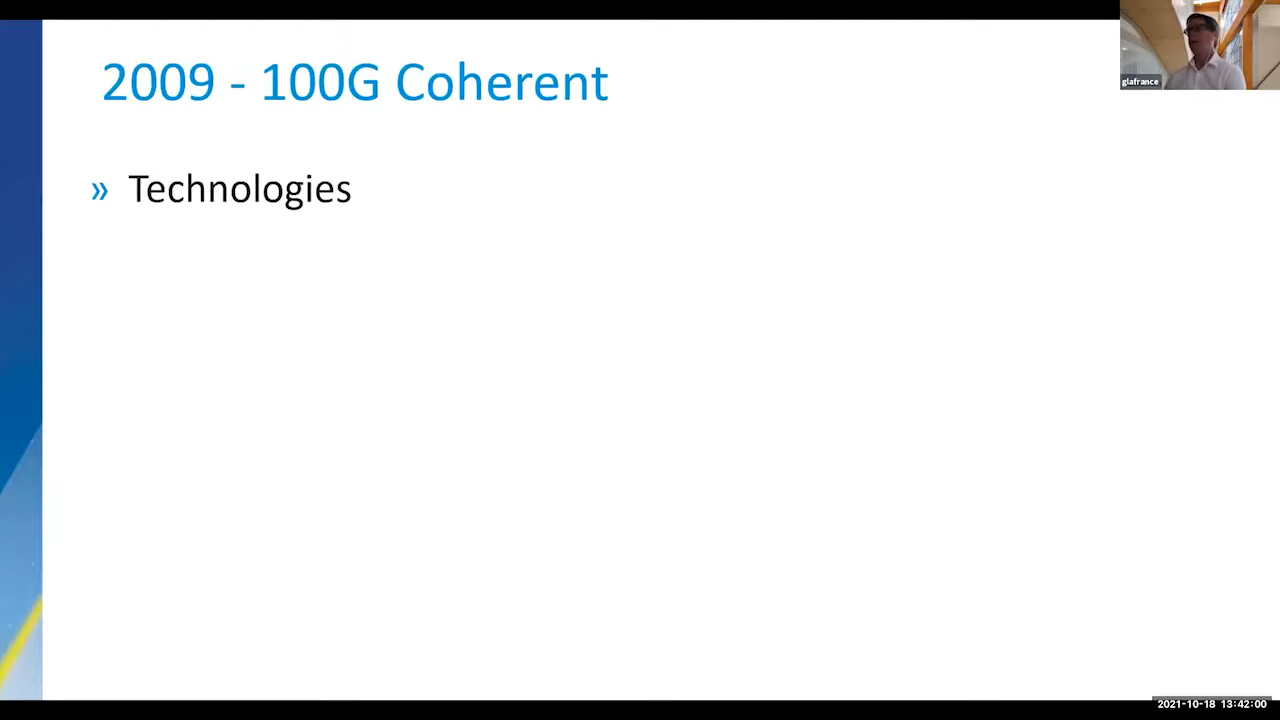 2009 - 100G Coherent
» Technologies
glafrance
2021-10-18 13:42:00